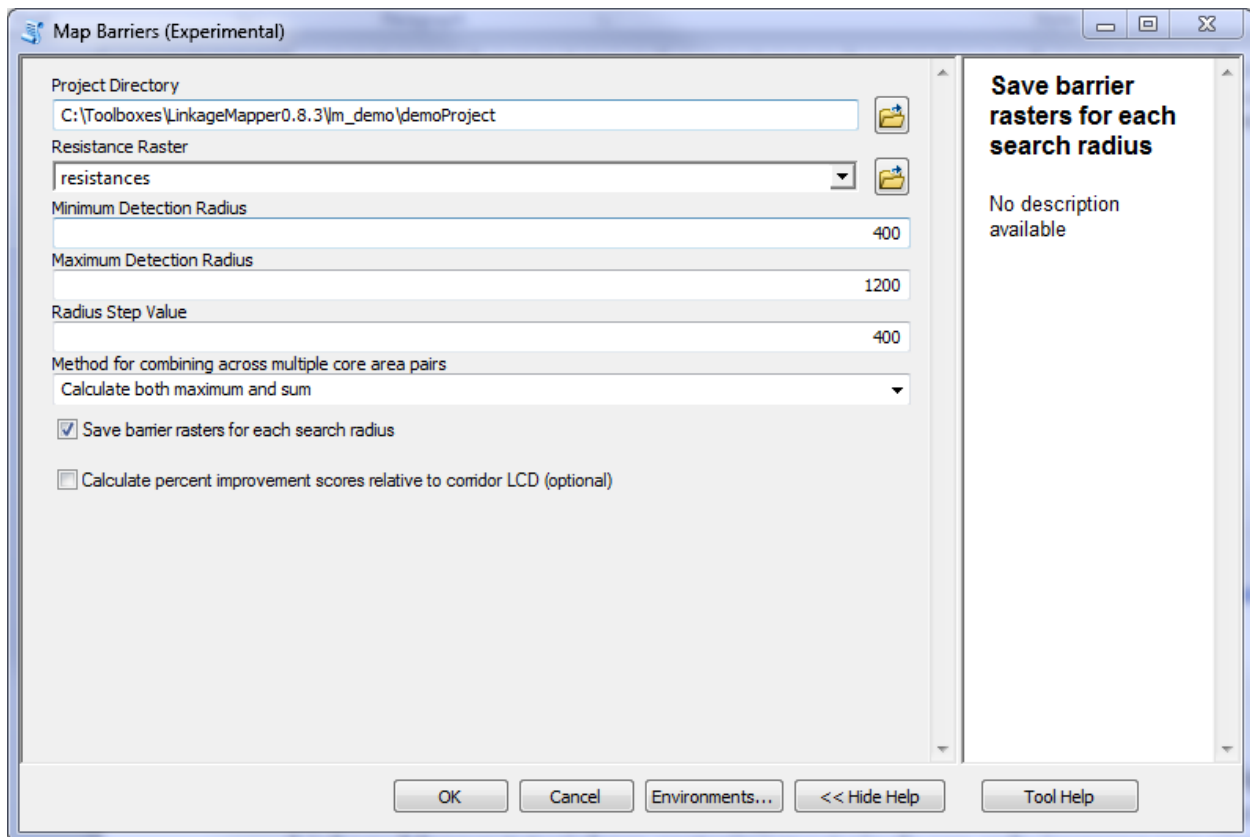 Map Barriers (Experimental)
Project Directory
C:\Toolboxes\LinkageMapper0.8.3\lm_demo\demoProject
Resistance Raster
resistances
Minimum Detection Radius
400
Maximum Detection Radius
1200
Radius Step Value
400
Method for combining across multiple core area pairs
Calculate both maximum and sum
Save barrier rasters for each search radius
Calculate percent improvement scores relative to corridor LCD (optional)
Save barrier
rasters for each
search radius
No description
available
OK
Cancel
Environments...
<< Hide Help
Tool Help